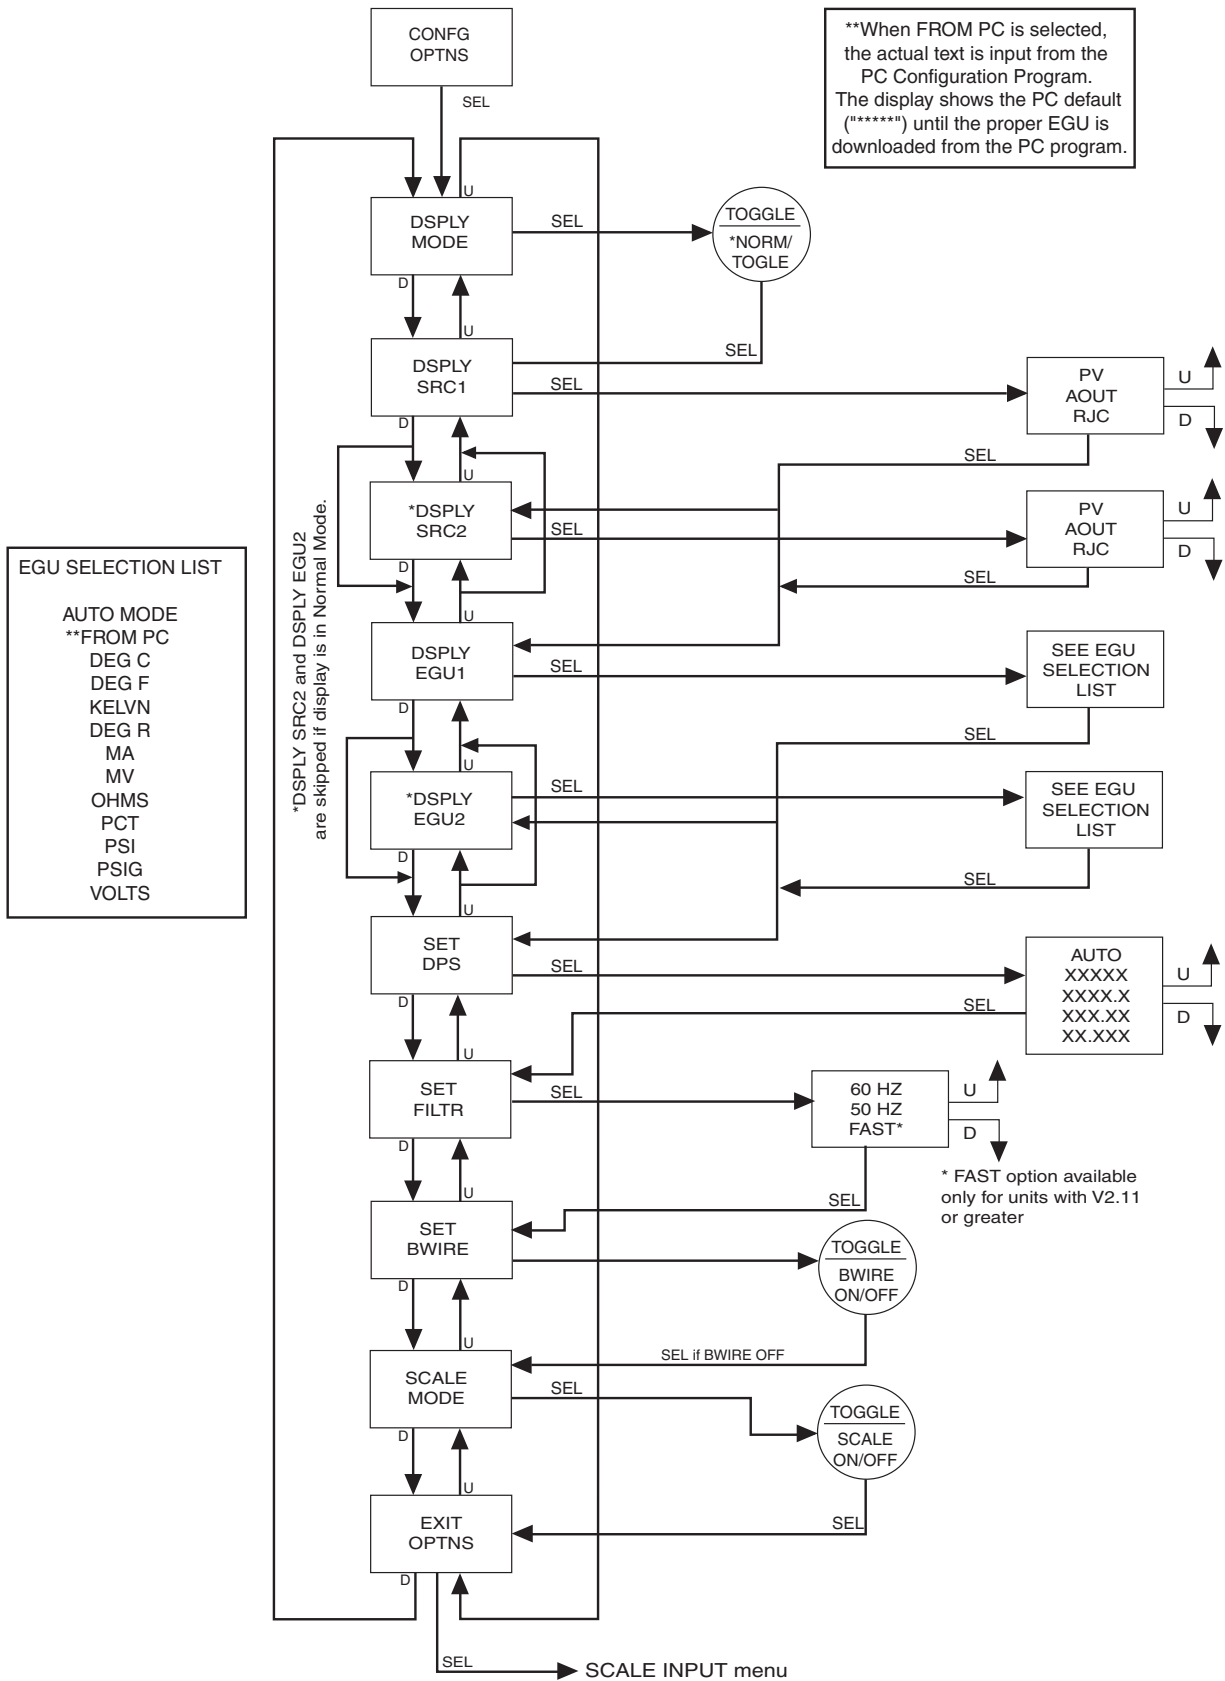 CONFG
OPTNS
SEL
**When FROM PC is selected,
the actual text is input from the
PC Configuration Program.
The display shows the PC default
("*****") until the proper EGU is
downloaded from the PC program.
U
DSPLY
MODE
SEL
TOGGLE
*NORM/
TOGLE
D
U
SEL
DSPLY
SRC1
SEL
PV
AOUT
RJC
U
D
D
SEL
U
*DSPLY
SRC2
SEL
PV
AOUT
RJC
U
D
D
SEL
U
*DSPLY SRC2 and DSPLY EGU2
are skipped if display is in Normal Mode.
EGU SELECTION LIST
AUTO MODE
**FROM PC
DEG C
DEG F
KELVN
DEG R
MA
MV
OHMS
PCT
PSI
PSIG
VOLTS
DSPLY
EGU1
SEL
SEE EGU
SELECTION
LIST
D
SEL
U
*DSPLY
EGU2
SEL
SEE EGU
SELECTION
LIST
D
SEL
U
SET
DPS
SEL
AUTO
XXXXX
XXXX.X
XXX.XX
XX.XXX
U
D
D
SEL
U
SET
FILTR
SEL
60 HZ
50 HZ
FAST*
U
D
* FAST option available
only for units with V2.11
or greater
D
SEL
U
SET
BWIRE
TOGGLE
BWIRE
ON/OFF
D
U
SEL if BWIRE OFF
SCALE
MODE
SEL
TOGGLE
SCALE
ON/OFF
D
U
SEL
EXIT
OPTNS
D
SEL
SCALE INPUT menu